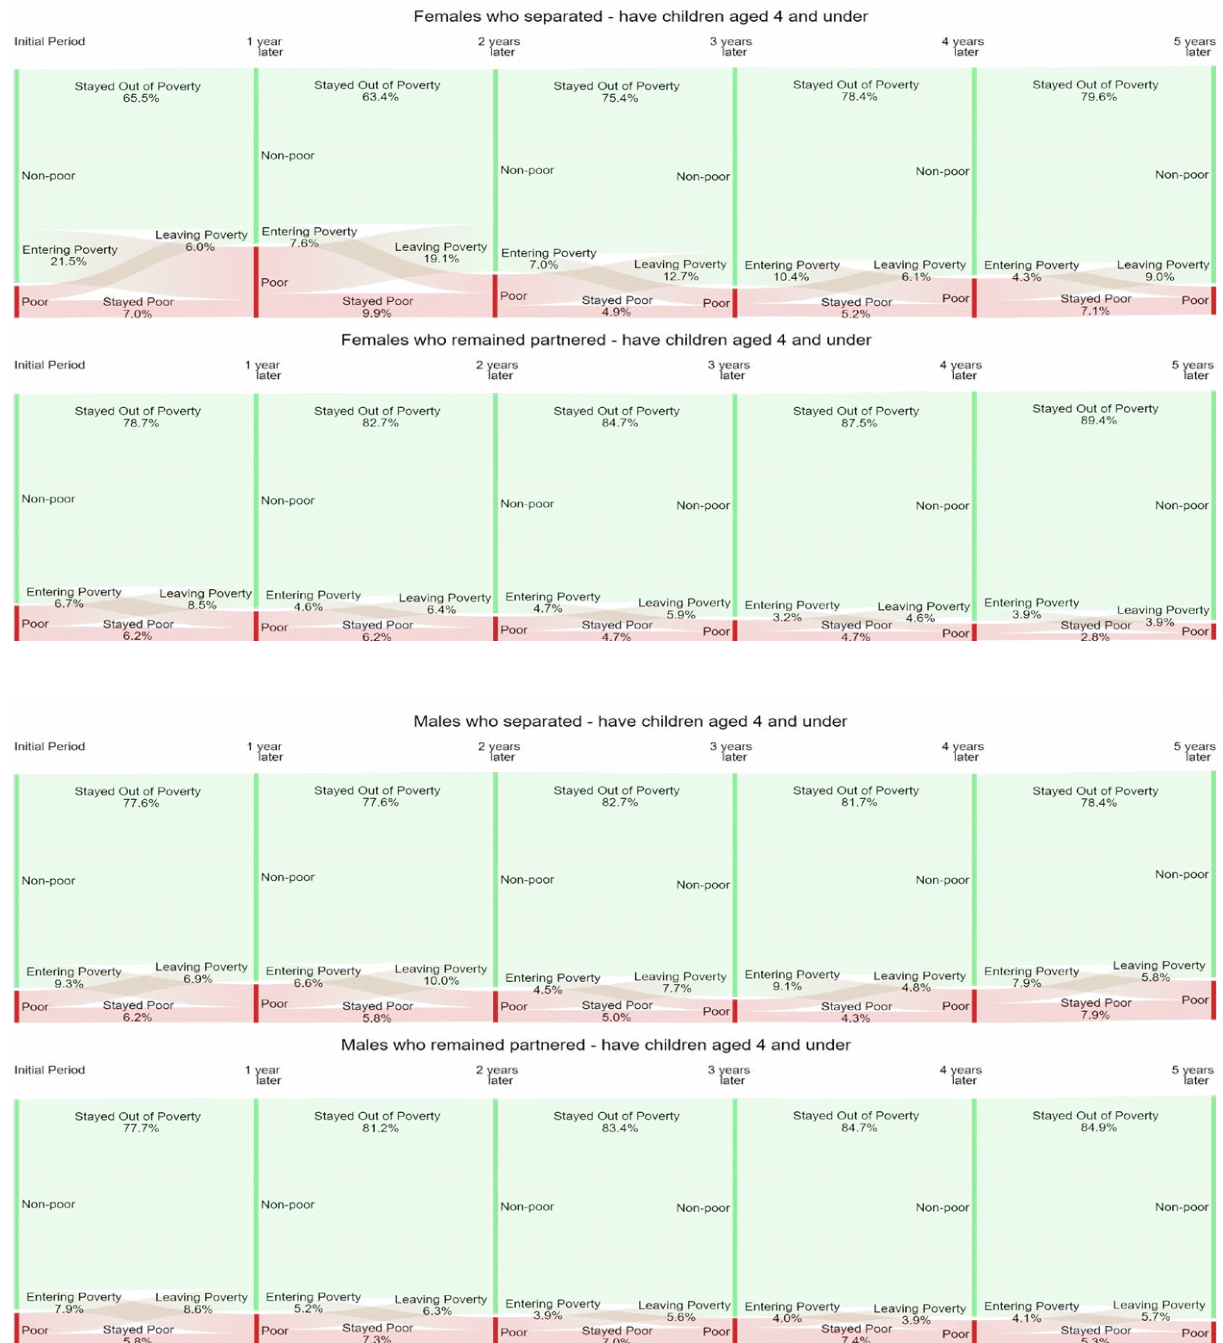 Females who separated - have children aged 4 and under
Initial Period
1 year
later
2 years
later
3 years
later
4 years
later
5 years
later
Stayed Out of Poverty
65.5%
Stayed Out of Poverty
63.4%
Stayed Out of Poverty
75.4%
Stayed Out of Poverty
78.4%
Stayed Out of Poverty
79.6%
Non-poor
Non-poor
Non-poor
Non-poor
Non-poor
Non-poor
Entering Poverty
21.5%
Leaving Poverty
6.0%
Entering Poverty
7.6%
Leaving Poverty
19.1%
Entering Poverty
7.0%
Leaving Poverty
12.7%
Entering Poverty
10.4%
Leaving Poverty
6.1%
Entering Poverty
4.3%
Leaving Poverty
9.0%
Poor
Stayed Poor
7.0%
Poor
Stayed Poor
9.9%
Poor
Stayed Poor
4.9%
Poor
Stayed Poor
5.2%
Poor
Stayed Poor
7.1%
Poor
Females who remained partnered - have children aged 4 and under
Initial Period
1 year
later
2 years
later
3 years
later
4 years
later
5 years
later
Stayed Out of Poverty
78.7%
Stayed Out of Poverty
82.7%
Stayed Out of Poverty
84.7%
Stayed Out of Poverty
87.5%
Stayed Out of Poverty
89.4%
Non-poor
Non-poor
Non-poor
Non-poor
Non-poor
Non-poor
Entering Poverty
6.7%
Leaving Poverty
8.5%
Entering Poverty
4.6%
Leaving Poverty
6.4%
Entering Poverty
4.7%
Leaving Poverty
5.9%
Entering Poverty
3.2%
Leaving Poverty
4.6%
Entering Poverty
3.9%
Leaving Poverty
3.9%
Poor
Stayed Poor
6.2%
Poor
Stayed Poor
6.2%
Poor
Stayed Poor
4.7%
Poor
Stayed Poor
4.7%
Poor
Stayed Poor
2.8%
Poor
Males who separated - have children aged 4 and under
Initial Period
1 year
later
2 years
later
3 years
later
4 years
later
5 years
later
Stayed Out of Poverty
77.6%
Stayed Out of Poverty
77.6%
Stayed Out of Poverty
82.7%
Stayed Out of Poverty
81.7%
Stayed Out of Poverty
78.4%
Non-poor
Non-poor
Non-poor
Non-poor
Non-poor
Non-poor
Entering Poverty
9.3%
Leaving Poverty
6.9%
Entering Poverty
6.6%
Leaving Poverty
10.0%
Entering Poverty
4.5%
Leaving Poverty
7.7%
Entering Poverty
9.1%
Leaving Poverty
4.8%
Entering Poverty
7.9%
Leaving Poverty
5.8%
Poor
Stayed Poor
6.2%
Poor
Stayed Poor
5.8%
Poor
Stayed Poor
5.0%
Poor
Stayed Poor
4.3%
Poor
Stayed Poor
7.9%
Poor
Males who remained partnered - have children aged 4 and under
Initial Period
1 year
later
2 years
later
3 years
later
4 years
later
5 years
later
Stayed Out of Poverty
77.7%
Stayed Out of Poverty
81.2%
Stayed Out of Poverty
83.4%
Stayed Out of Poverty
84.7%
Stayed Out of Poverty
84.9%
Non-poor
Non-poor
Non-poor
Non-poor
Non-poor
Non-poor
Entering Poverty
7.9%
Leaving Poverty
8.6%
Entering Poverty
5.2%
Leaving Poverty
6.3%
Entering Poverty
3.9%
Leaving Poverty
5.6%
Entering Poverty
4.0%
Leaving Poverty
3.9%
Entering Poverty
4.1%
Leaving Poverty
5.7%
Poor
Stayed Poor
5.8%
Poor
Stayed Poor
7.3%
Poor
Stayed Poor
7.0%
Poor
Stayed Poor
7.4%
Poor
Stayed Poor
5.3%
Poor